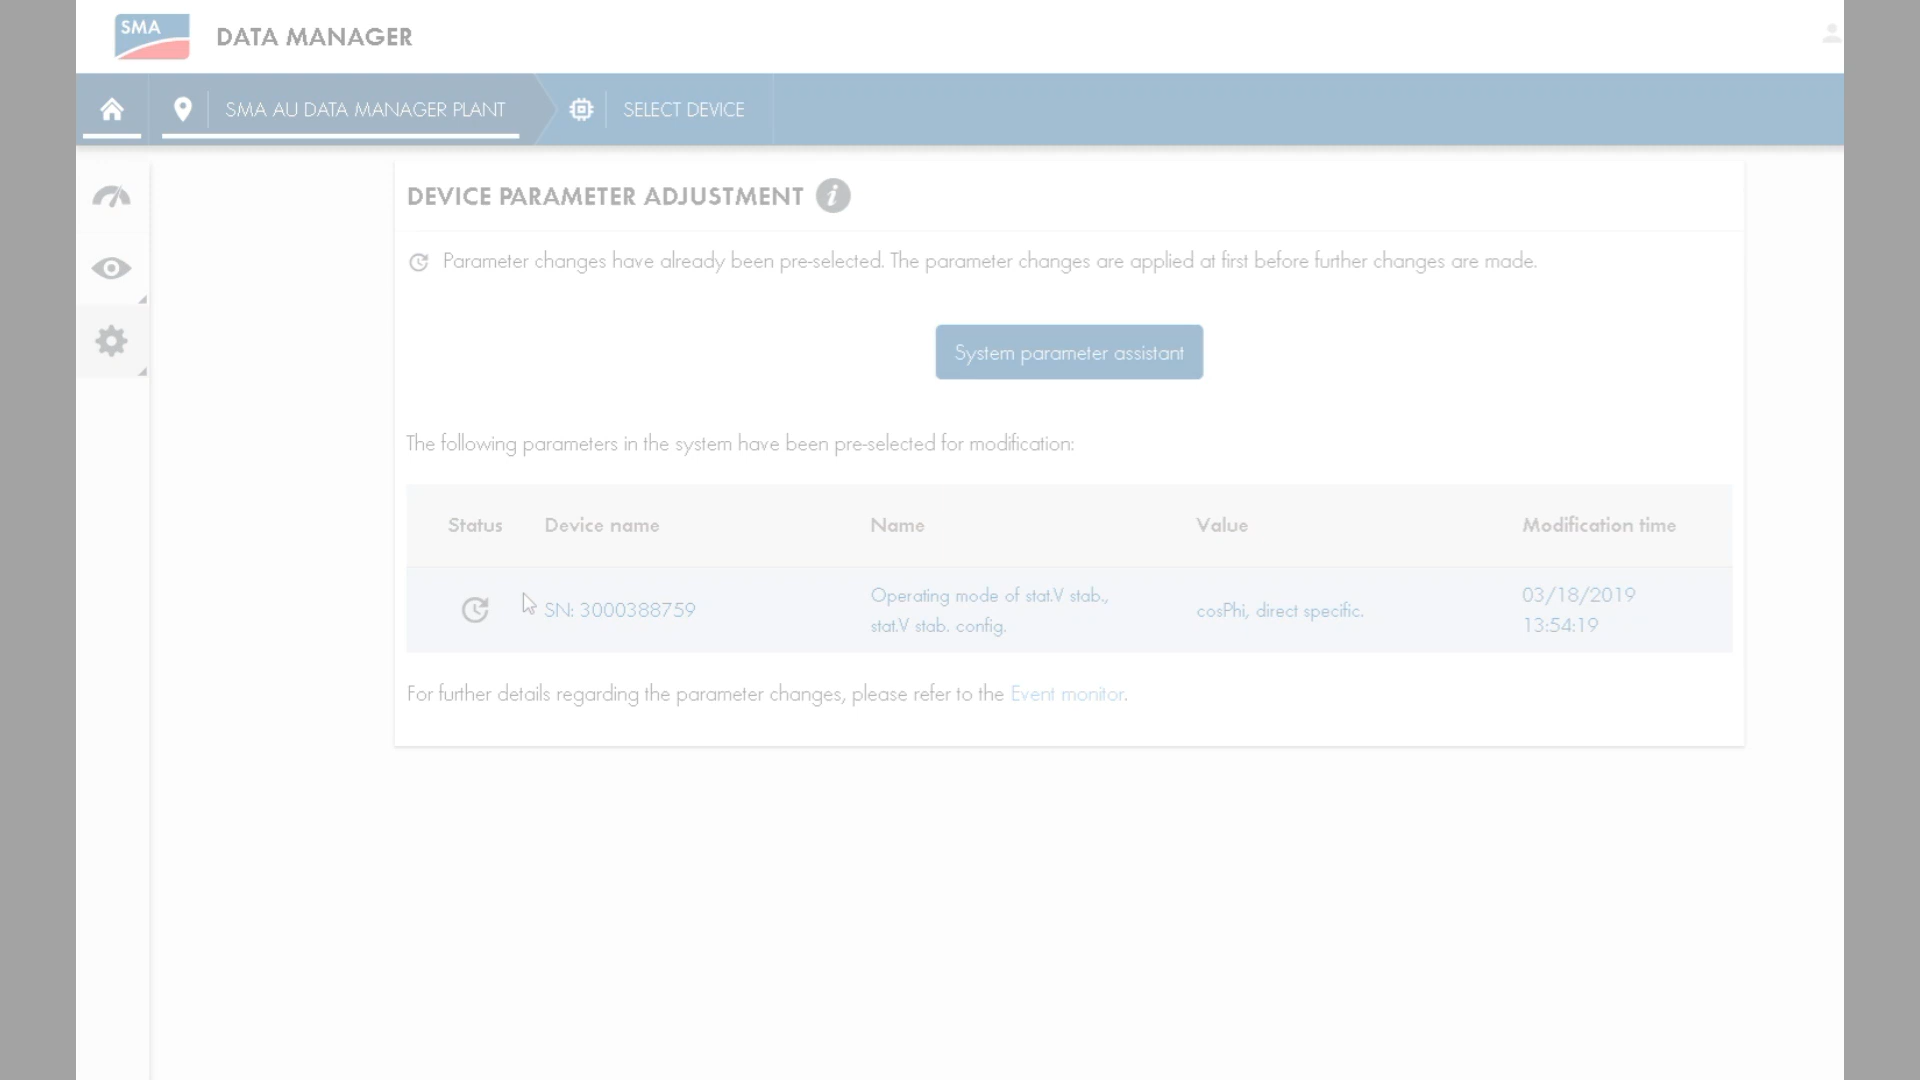 SMA
DATA MANAGER
SMA AU DATA MANAGER PLANT
SELECT DEVICE
DEVICE PARAMETER ADJUSTMENT i
Parameter changes have already been pre-selected. The parameter changes are applied at first before further changes are made.
System parameter assistant
The following parameters in the system have been pre-selected for modification:
Status Device name Name Value Modification time
SN: 3000388759
Operating mode of stat.V stab.,
stat.V stab. config.
cosPhi, direct specific.
03/18/2019
13:54:19
For further details regarding the parameter changes, please refer to the Event monitor.